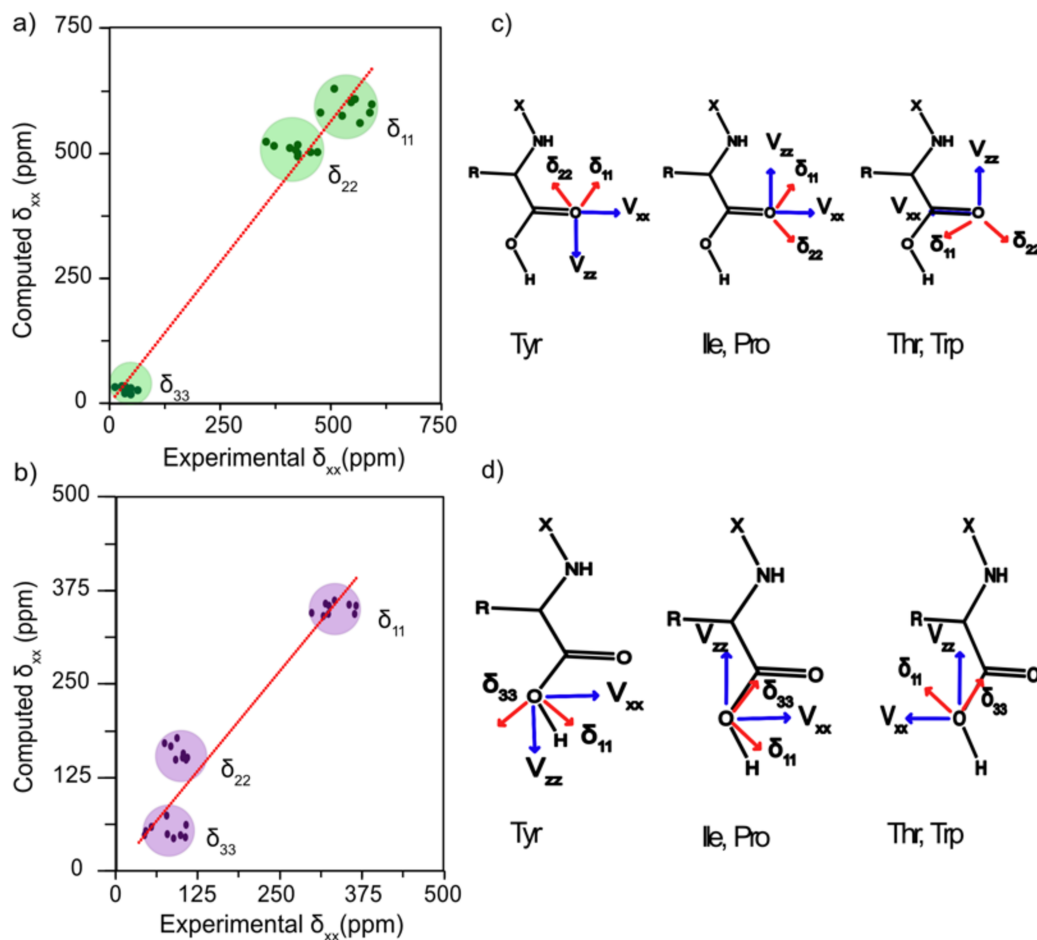 a)
750
500
250
0
0
250
500
750
Computed δxx (ppm)
Experimental δxx(ppm)
δ11
δ22
δ33
c)
X
NH
R
δ22
δ11
O
Vxx
O
Vzz
H
Tyr
X
NH
Vzz
R
δ11
O
Vxx
O
δ22
H
Ile, Pro
X
NH
Vzz
R
Vxx
O
O
δ11
δ22
H
Thr, Trp
b)
500
375
250
125
0
0
125
250
375
500
Computed δxx (ppm)
Experimental δxx(ppm)
δ11
δ22
δ33
d)
X
NH
R
O
δ33
O
Vxx
H
δ11
Vzz
Tyr
X
NH
R
Vzz
O
δ33
O
Vxx
δ11
H
Ile, Pro
X
NH
R
Vzz
δ11
O
δ33
Vxx
O
H
Thr, Trp